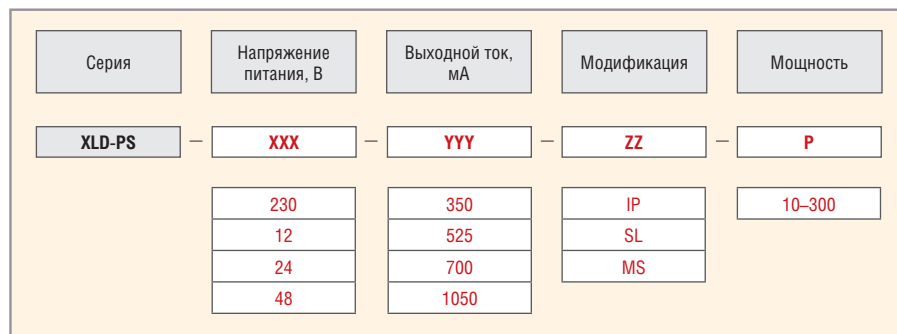 Серия
Напряжение
питания, В
Выходной ток,
мА
Модификация
Мощность
XLD-PS – XXX – YYY – ZZ – P
230 350 IP 10–300
12 525 SL
24 700 MS
48 1050